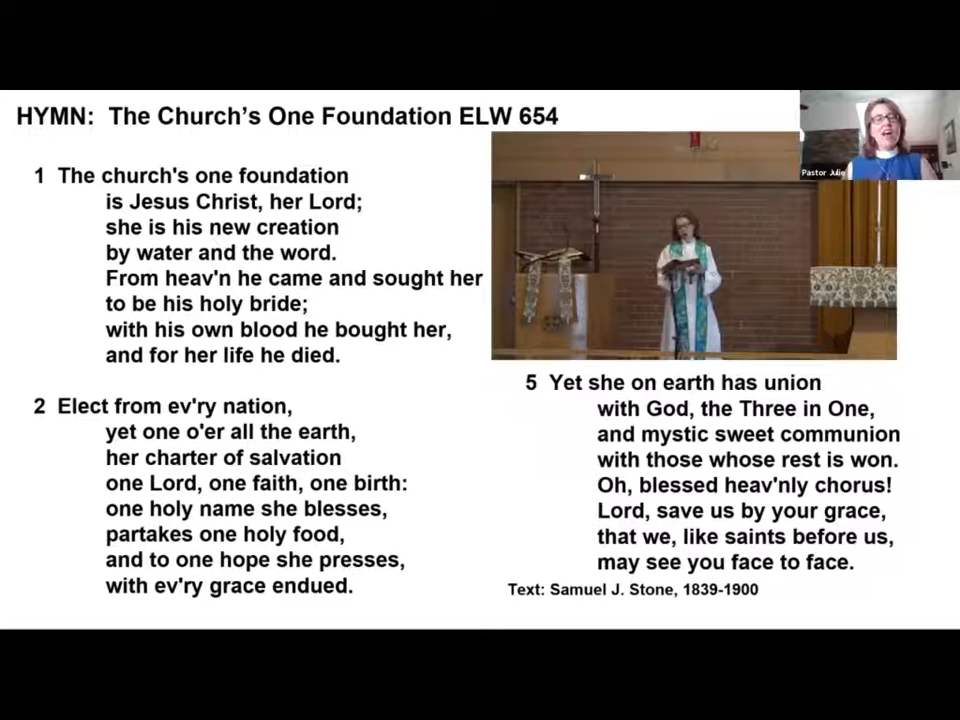 HYMN: The Church's One Foundation ELW 654
1 The church's one foundation
is Jesus Christ, her Lord;
she is his new creation
by water and the word.
From heav'n he came and sought her
to be his holy bride;
with his own blood he bought her,
and for her life he died.
2 Elect from ev'ry nation,
yet one o'er all the earth,
her charter of salvation
one Lord, one faith, one birth:
one holy name she blesses,
partakes one holy food,
and to one hope she presses,
with ev'ry grace endued.
Pastor Julie
5 Yet she on earth has union
with God, the Three in One,
and mystic sweet communion
with those whose rest is won.
Oh, blessed heav'nly chorus!
Lord, save us by your grace,
that we, like saints before us,
may see you face to face.
Text: Samuel J. Stone, 1839-1900